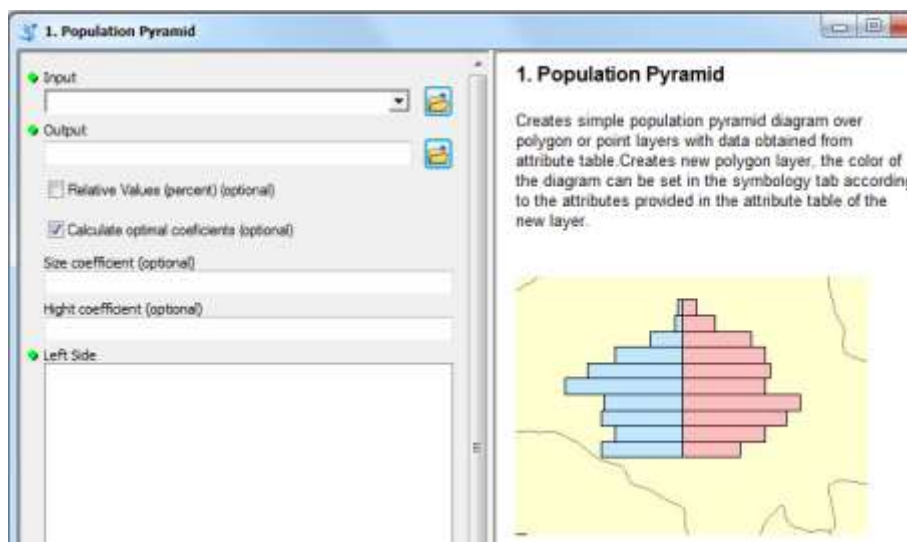 1. Population Pyramid
Input
Output
Relative Values (percent) (optional)
Calculate optimal coeficients (optional)
Size coefficient (optional)
Hight coefficient (optional)
Left Side
1. Population Pyramid
Creates simple population pyramid diagram over
polygon or point layers with data obtained from
attribute table.Creates new polygon layer, the color of
the diagram can be set in the symbology tab according
to the attributes provided in the attribute table of the
new layer.